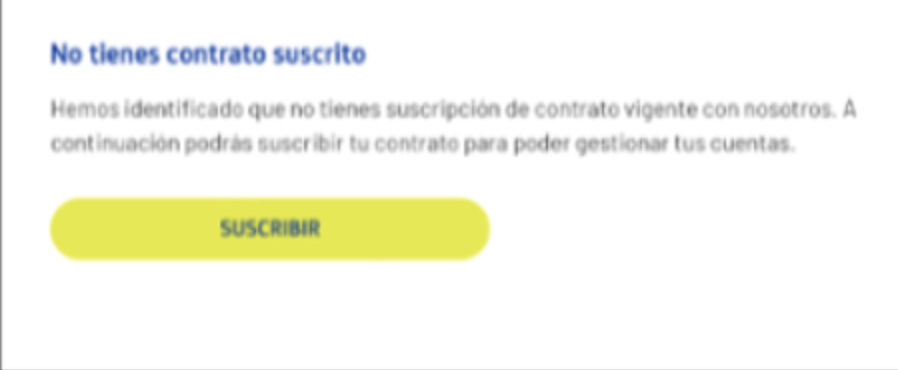 No tienes contrato suscrito
Hemos identificado que no tienes suscripción de contrato vigente con nosotros. A
continuación podrás suscribir tu contrato para poder gestionar tus cuentas.
SUSCRIBIR